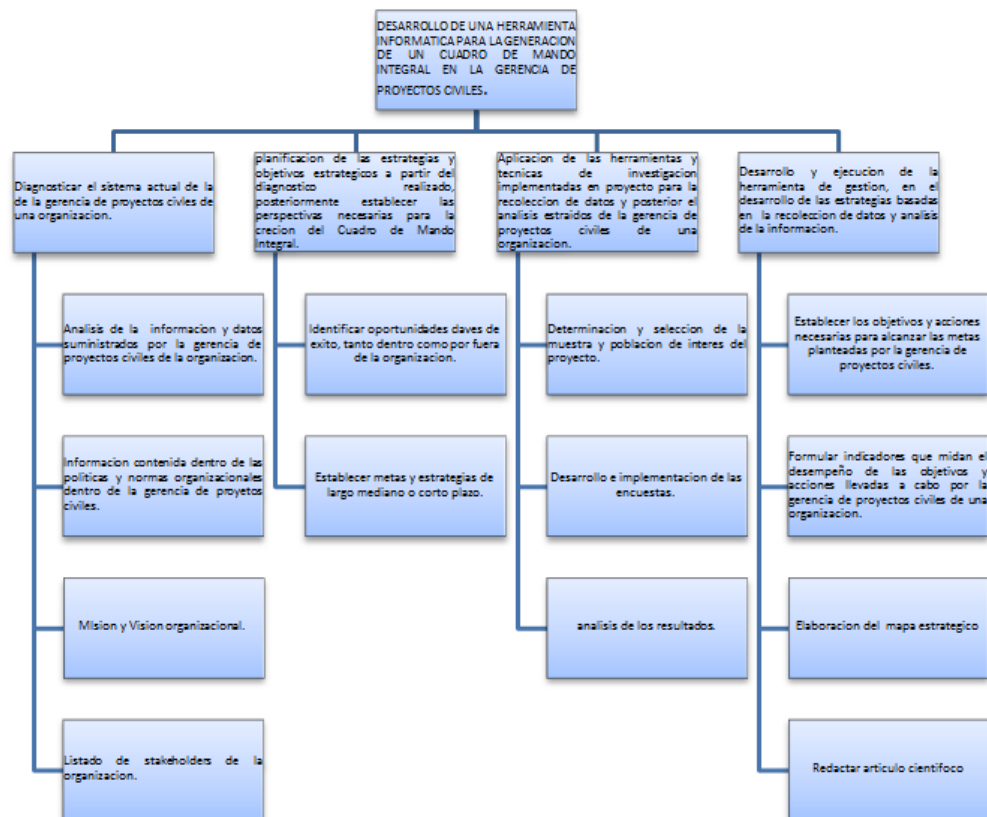 DESARROLLO DE UNA HERRAMIENTA
INFORMATICA PARA LA GENERACION
DE UN CUADRO DE MANDO
INTEGRAL EN LA GERENCIA DE
PROYECTOS CIVILES.
Diagnosticar el sistema actual de la
de la gerencia de proyectos civles de
una organizacion.
planificacion de las estrategias y
objetivos estrategicos a partir del
diagnostico realizado,
posteriormente establecer las
perspectivas necesarias para la
crecion del Cuadro de Mando
Integral.
Aplicacion de las herramientas y
tecnicas de investigacion
implementadas en proyecto para la
recoleccion de datos y posterior el
analisis estraidos de la gerencia de
proyectos civiles de una
organizacion.
Desarrollo y ejecucion de la
herramienta de gestion, en el
desarrollo de las estrategias basadas
en la recoleccion de datos y analisis
de la informacion.
Analisis de la informacion y datos
suministrados por la gerencia de
proyectos civiles de la organizacion.
Informacion contenida dentro de las
politicas y normas organizacionales
dentro de la gerencia de proyetos
civiles.
MIsion y Vision organizacional.
Listado de stakeholders de la
organizacion.
Identificar oportunidades claves de
exito, tanto dentro como por fuera
de la organizacion.
Establecer metas y estrategias de
largo mediano o corto plazo.
Determinacion y seleccion de la
muestra y poblacion de interes del
proyecto.
Desarrollo e implementacion de las
encuestas.
analisis de los resultados.
Establecer los objetivos y acciones
necesarias para alcanzar las metas
planteadas por la gerencia de
proyectos civiles.
Formular indicadores que midan el
desempeño de las objetivos y
acciones llevadas a cabo por la
gerencia de proyectos civiles de una
organizacion.
Elaboracion del mapa estrategico
Redactar articulo cientifoco